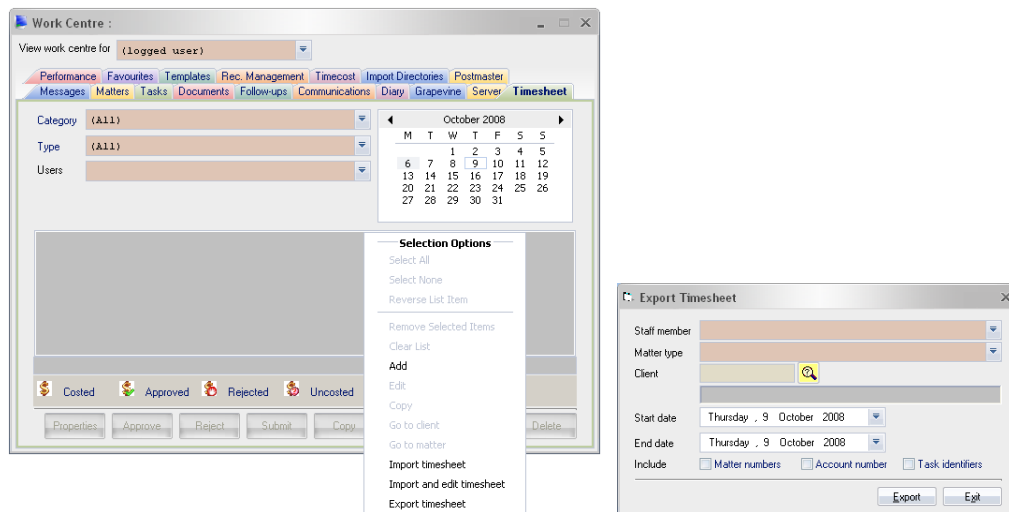 Work Centre :
View work centre for (logged user)
Performance Favourites Templates Rec. Management Timecost Import Directories Postmaster
Messages Matters Tasks Documents Follow-ups Communications Diary Grapevine Server Timesheet
Category (All)
Type (All)
Users
October 2008
M T W T F S S
1 2 3 4 5
6 7 8 9 10 11 12
13 14 15 16 17 18 19
20 21 22 23 24 25 26
27 28 29 30 31
Selection Options
Select All
Select None
Reverse List Item
Remove Selected Items
Clear List
Add
Edit
Copy
Go to client
Go to matter
Import timesheet
Import and edit timesheet
Export timesheet
Costed Approved Rejected Uncosted
Properties Approve Reject Submit Copy Delete
Export Timesheet
Staff member
Matter type
Client
Start date Thursday , 9 October 2008
End date Thursday , 9 October 2008
Include Matter numbers Account number Task identifiers
Export Exit